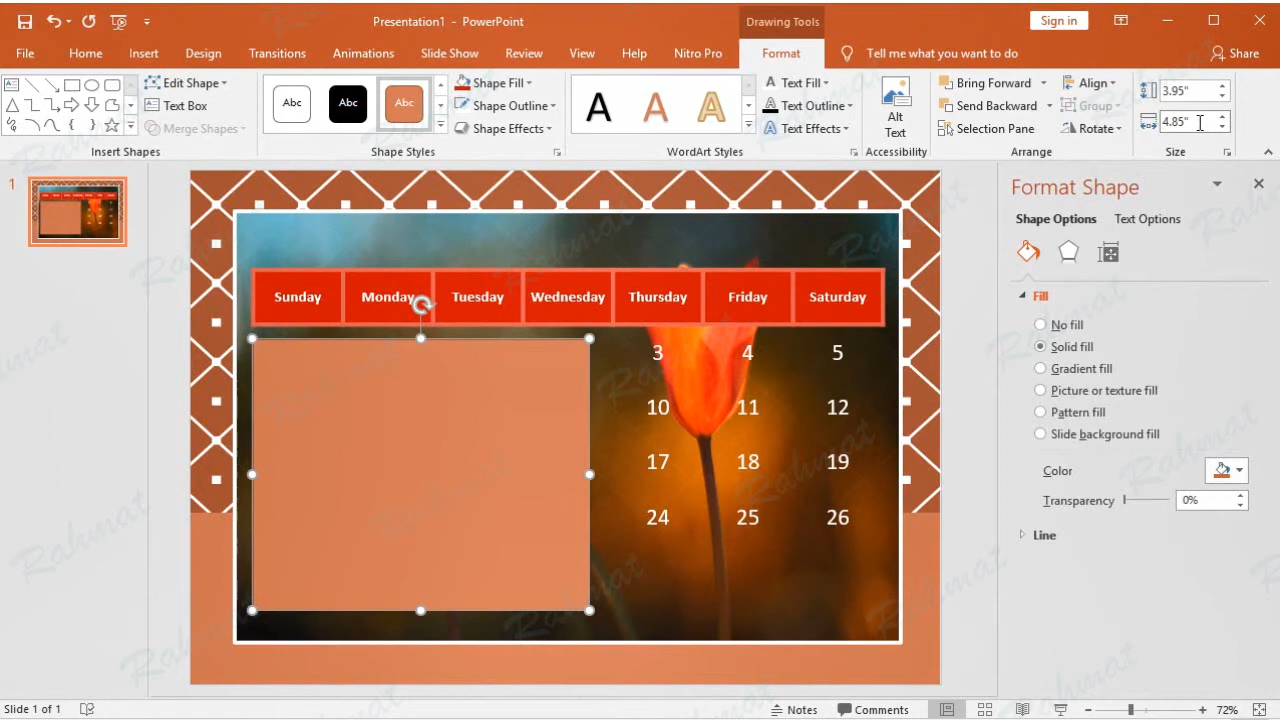 Presentation1 - PowerPoint
Drawing Tools
Sign in
File Home Insert Design Transitions Animations Slide Show Review View Help Nitro Pro Format Tell me what you want to do Share
Edit Shape
Text Box
Merge Shapes
Insert Shapes
Abc Abc Abc
Shape Fill
Shape Outline
Shape Effects
Shape Styles
A A A
Text Fill
Text Outline
Text Effects
WordArt Styles
Alt
Text
Accessibility
Bring Forward
Send Backward
Selection Pane
Align
Group
Rotate
Arrange
3.95"
4.85"
Size
1
Sunday Monday Tuesday Wednesday Thursday Friday Saturday
3 4 5
10 11 12
17 18 19
24 25 26
Format Shape
Shape Options Text Options
Fill
No fill
Solid fill
Gradient fill
Picture or texture fill
Pattern fill
Slide background fill
Color
Transparency 0%
Line
Slide 1 of 1
Notes Comments 72%
Rahmat